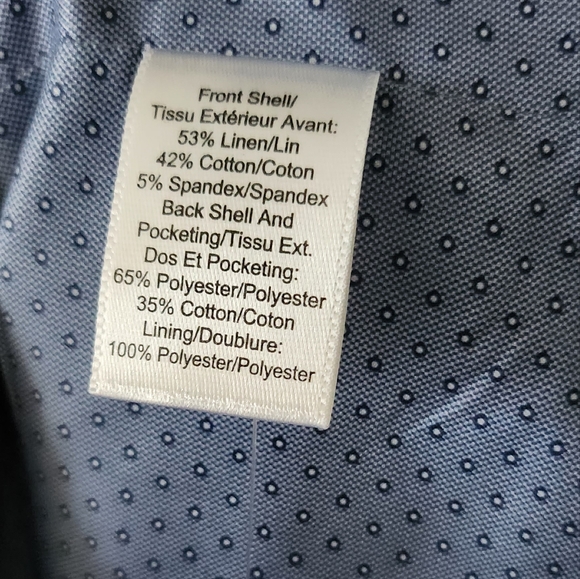 Front Shell/
Tissu Extérieur Avant:
53% Linen/Lin
42% Cotton/Coton
5% Spandex/Spandex
Back Shell And
Pocketing/Tissu Ext.
Dos Et Pocketing:
65% Polyester/Polyester
35% Cotton/Coton
Lining/Doublure:
100% Polyester/Polyester